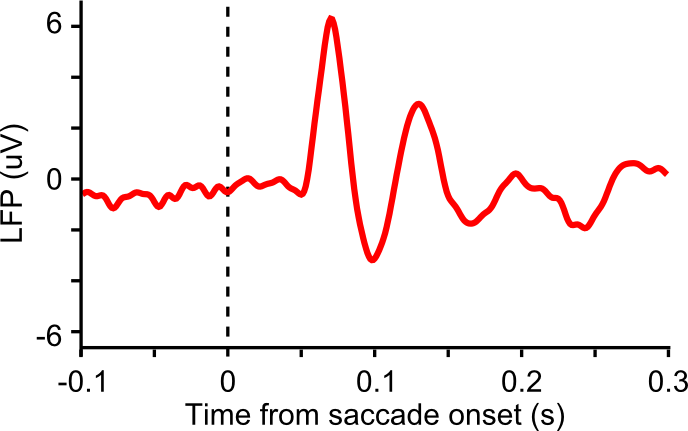 6
0
-6
LFP (uV)
-0.1 0 0.1 0.2 0.3
Time from saccade onset (s)